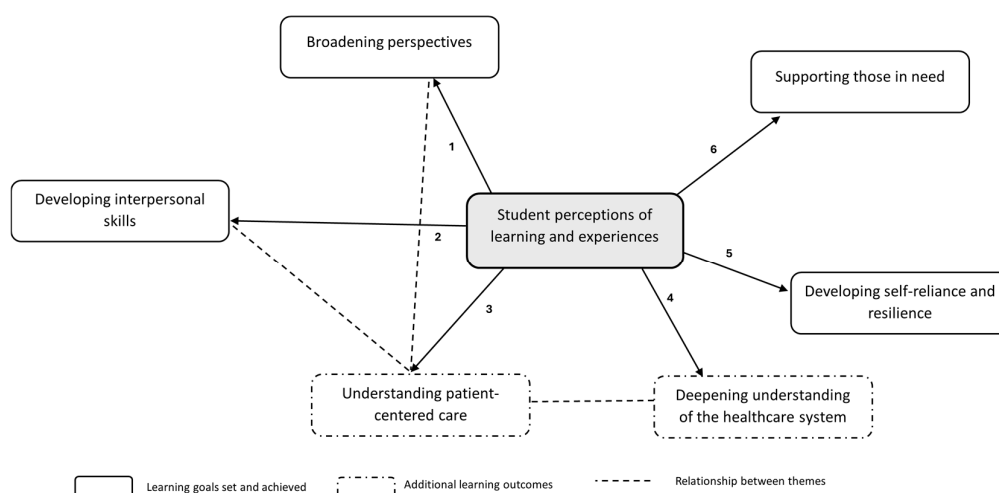 Broadening perspectives
Supporting those in need
1
6
Developing interpersonal
skills
Student perceptions of
learning and experiences
2
5
3
4
Developing self-reliance and
resilience
Understanding patient-
centered care
Deepening understanding
of the healthcare system
Learning goals set and achieved
Additional learning outcomes
Relationship between themes